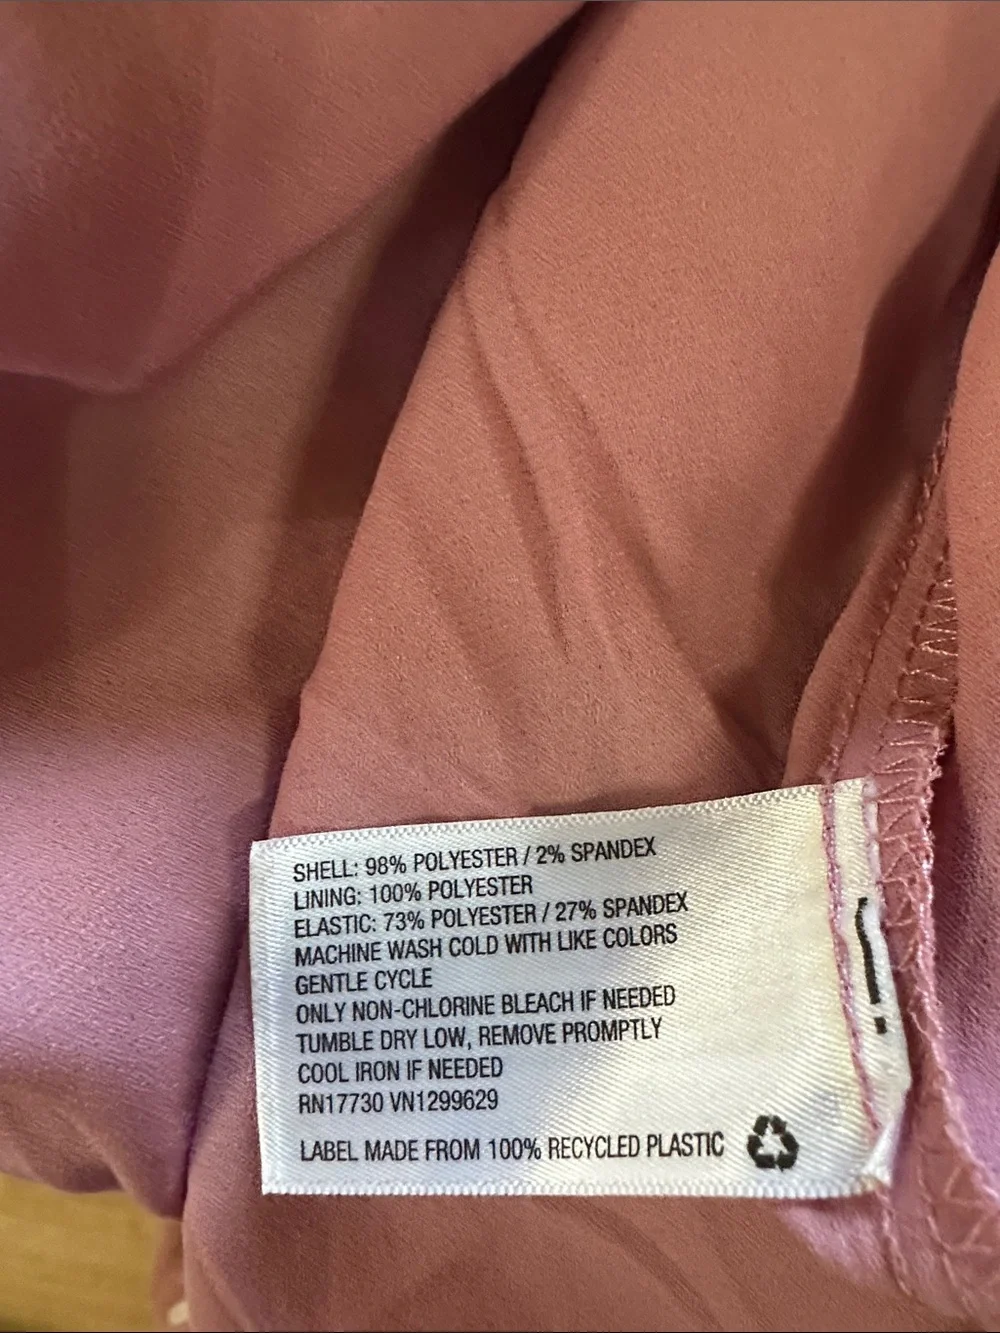 SHELL: 98% POLYESTER / 2% SPANDEX
LINING: 100% POLYESTER
ELASTIC: 73% POLYESTER / 27% SPANDEX
MACHINE WASH COLD WITH LIKE COLORS
GENTLE CYCLE
ONLY NON-CHLORINE BLEACH IF NEEDED
TUMBLE DRY LOW, REMOVE PROMPTLY
COOL IRON IF NEEDED
RN17730 VN1299629
LABEL MADE FROM 100% RECYCLED PLASTIC